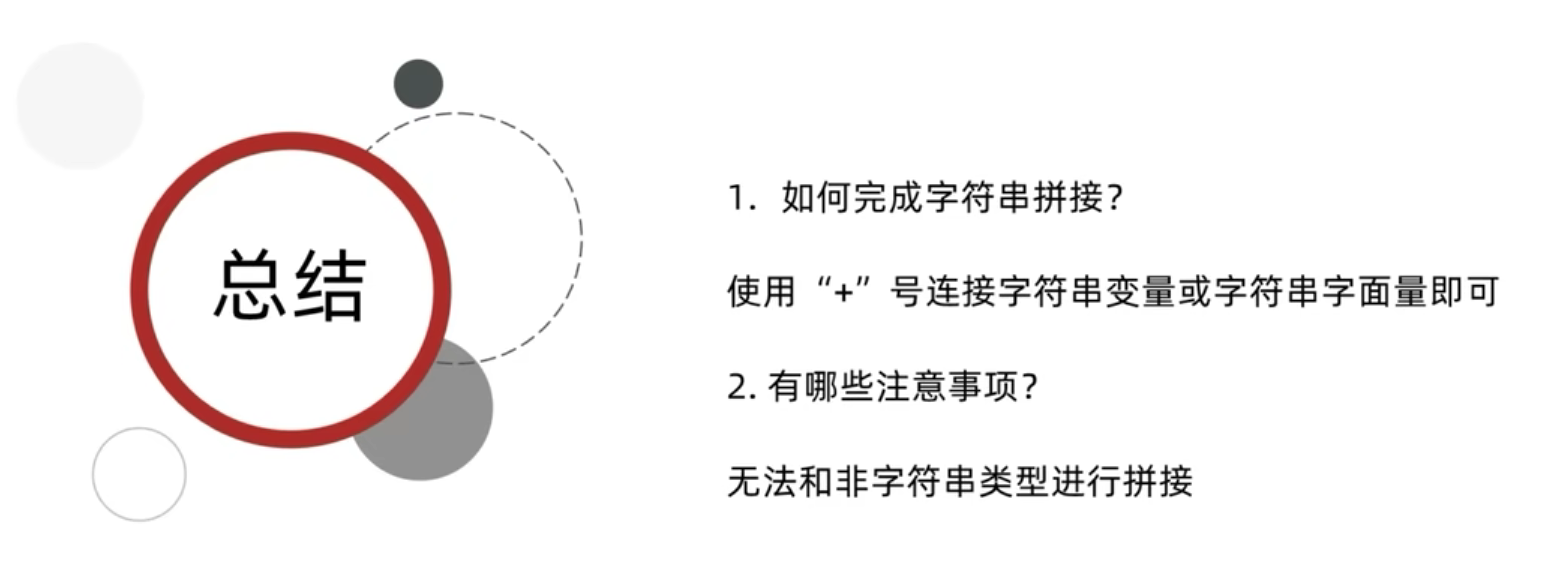 总结
1. 如何完成字符串拼接？
使用“+”号连接字符串变量或字符串字面量即可
2. 有哪些注意事项？
无法和非字符串类型进行拼接